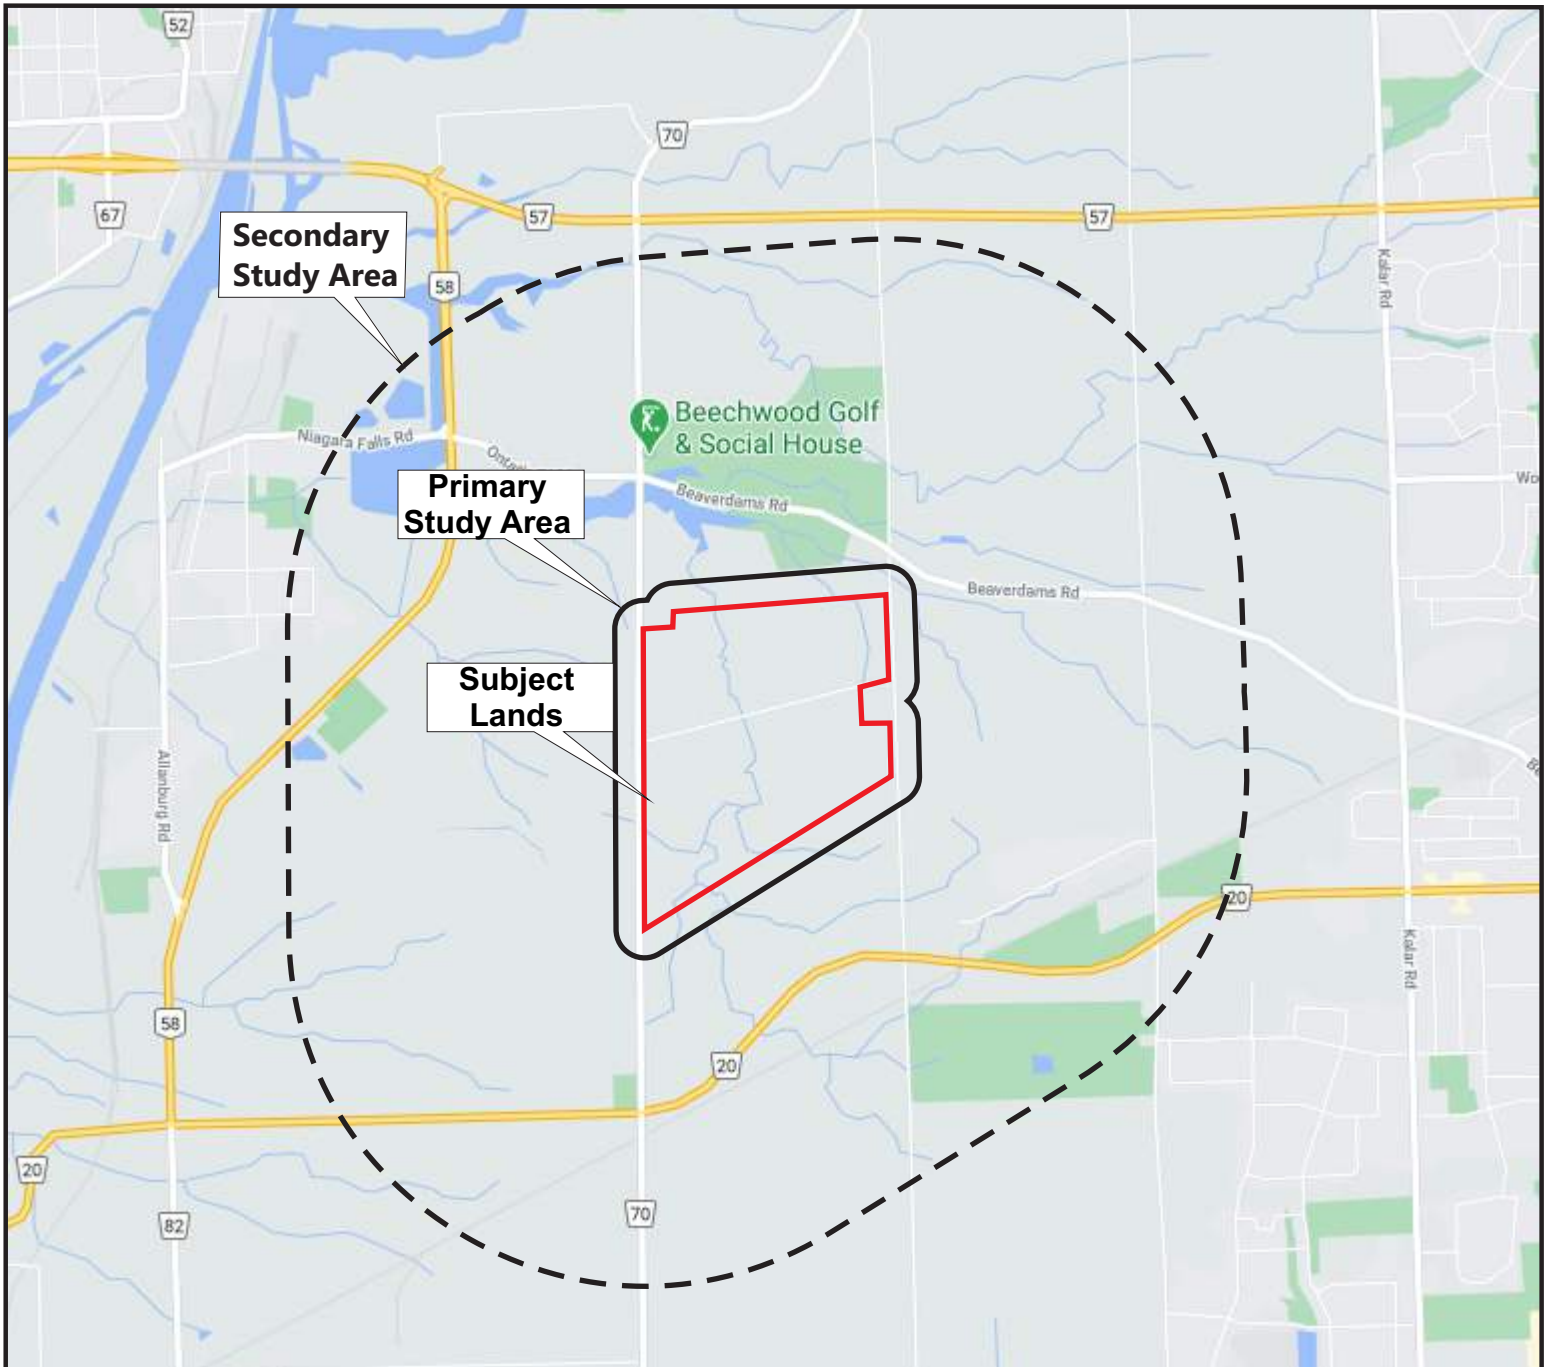 52
70
67
57
57
Secondary
Study Area
58
Kalar Rd
Beechwood Golf
& Social House
Niagara Falls Rd
Primary
Study Area
Beaverdams Rd
Beaverdams Rd
Subject
Lands
Allanburg Rd
20
Kalar Rd
58
20
20
70
82